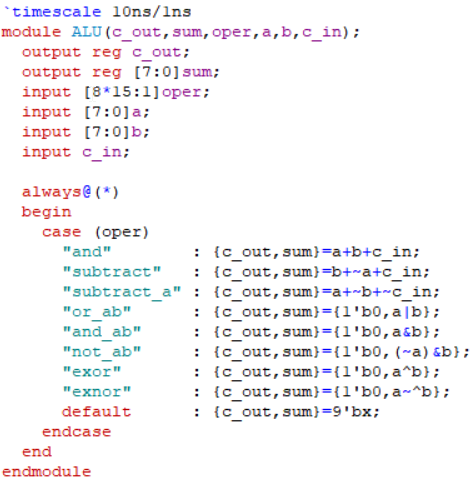 `timescale 10ns/1ns
module ALU(c_out,sum,oper,a,b,c_in);
  output reg c_out;
  output reg [7:0]sum;
  input [8*15:1]oper;
  input [7:0]a;
  input [7:0]b;
  input c_in;

  always@(*)
  begin
    case (oper)
      "and"        : {c_out,sum}=a+b+c_in;
      "subtract"   : {c_out,sum}=b+~a+c_in;
      "subtract_a" : {c_out,sum}=a+~b+~c_in;
      "or_ab"      : {c_out,sum}={1'b0,a|b};
      "and_ab"     : {c_out,sum}={1'b0,a&b};
      "not_ab"     : {c_out,sum}={1'b0,(~a)&b};
      "exor"       : {c_out,sum}={1'b0,a^b};
      "exnor"      : {c_out,sum}={1'b0,a~^b};
      default      : {c_out,sum}=9'bx;
    endcase
  end
endmodule